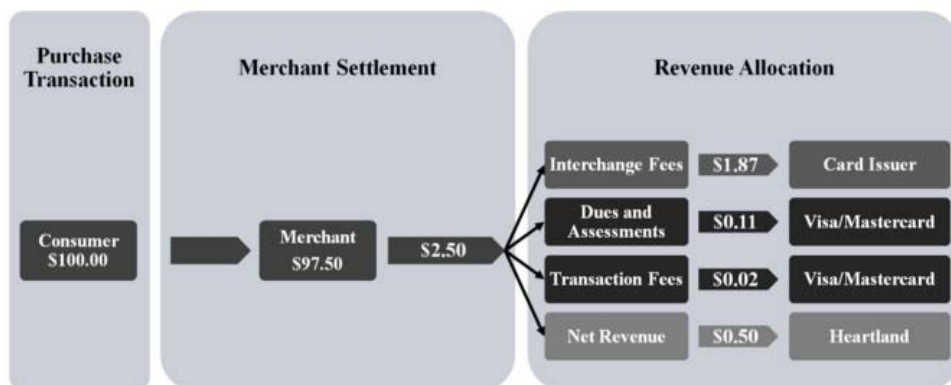 Purchase
Transaction
Merchant Settlement
Revenue Allocation
Consumer
$100.00
Merchant
$97.50
$2.50
Interchange Fees
$1.87
Card Issuer
Dues and
Assessments
$0.11
Visa/Mastercard
Transaction Fees
$0.02
Visa/Mastercard
Net Revenue
$0.50
Heartland